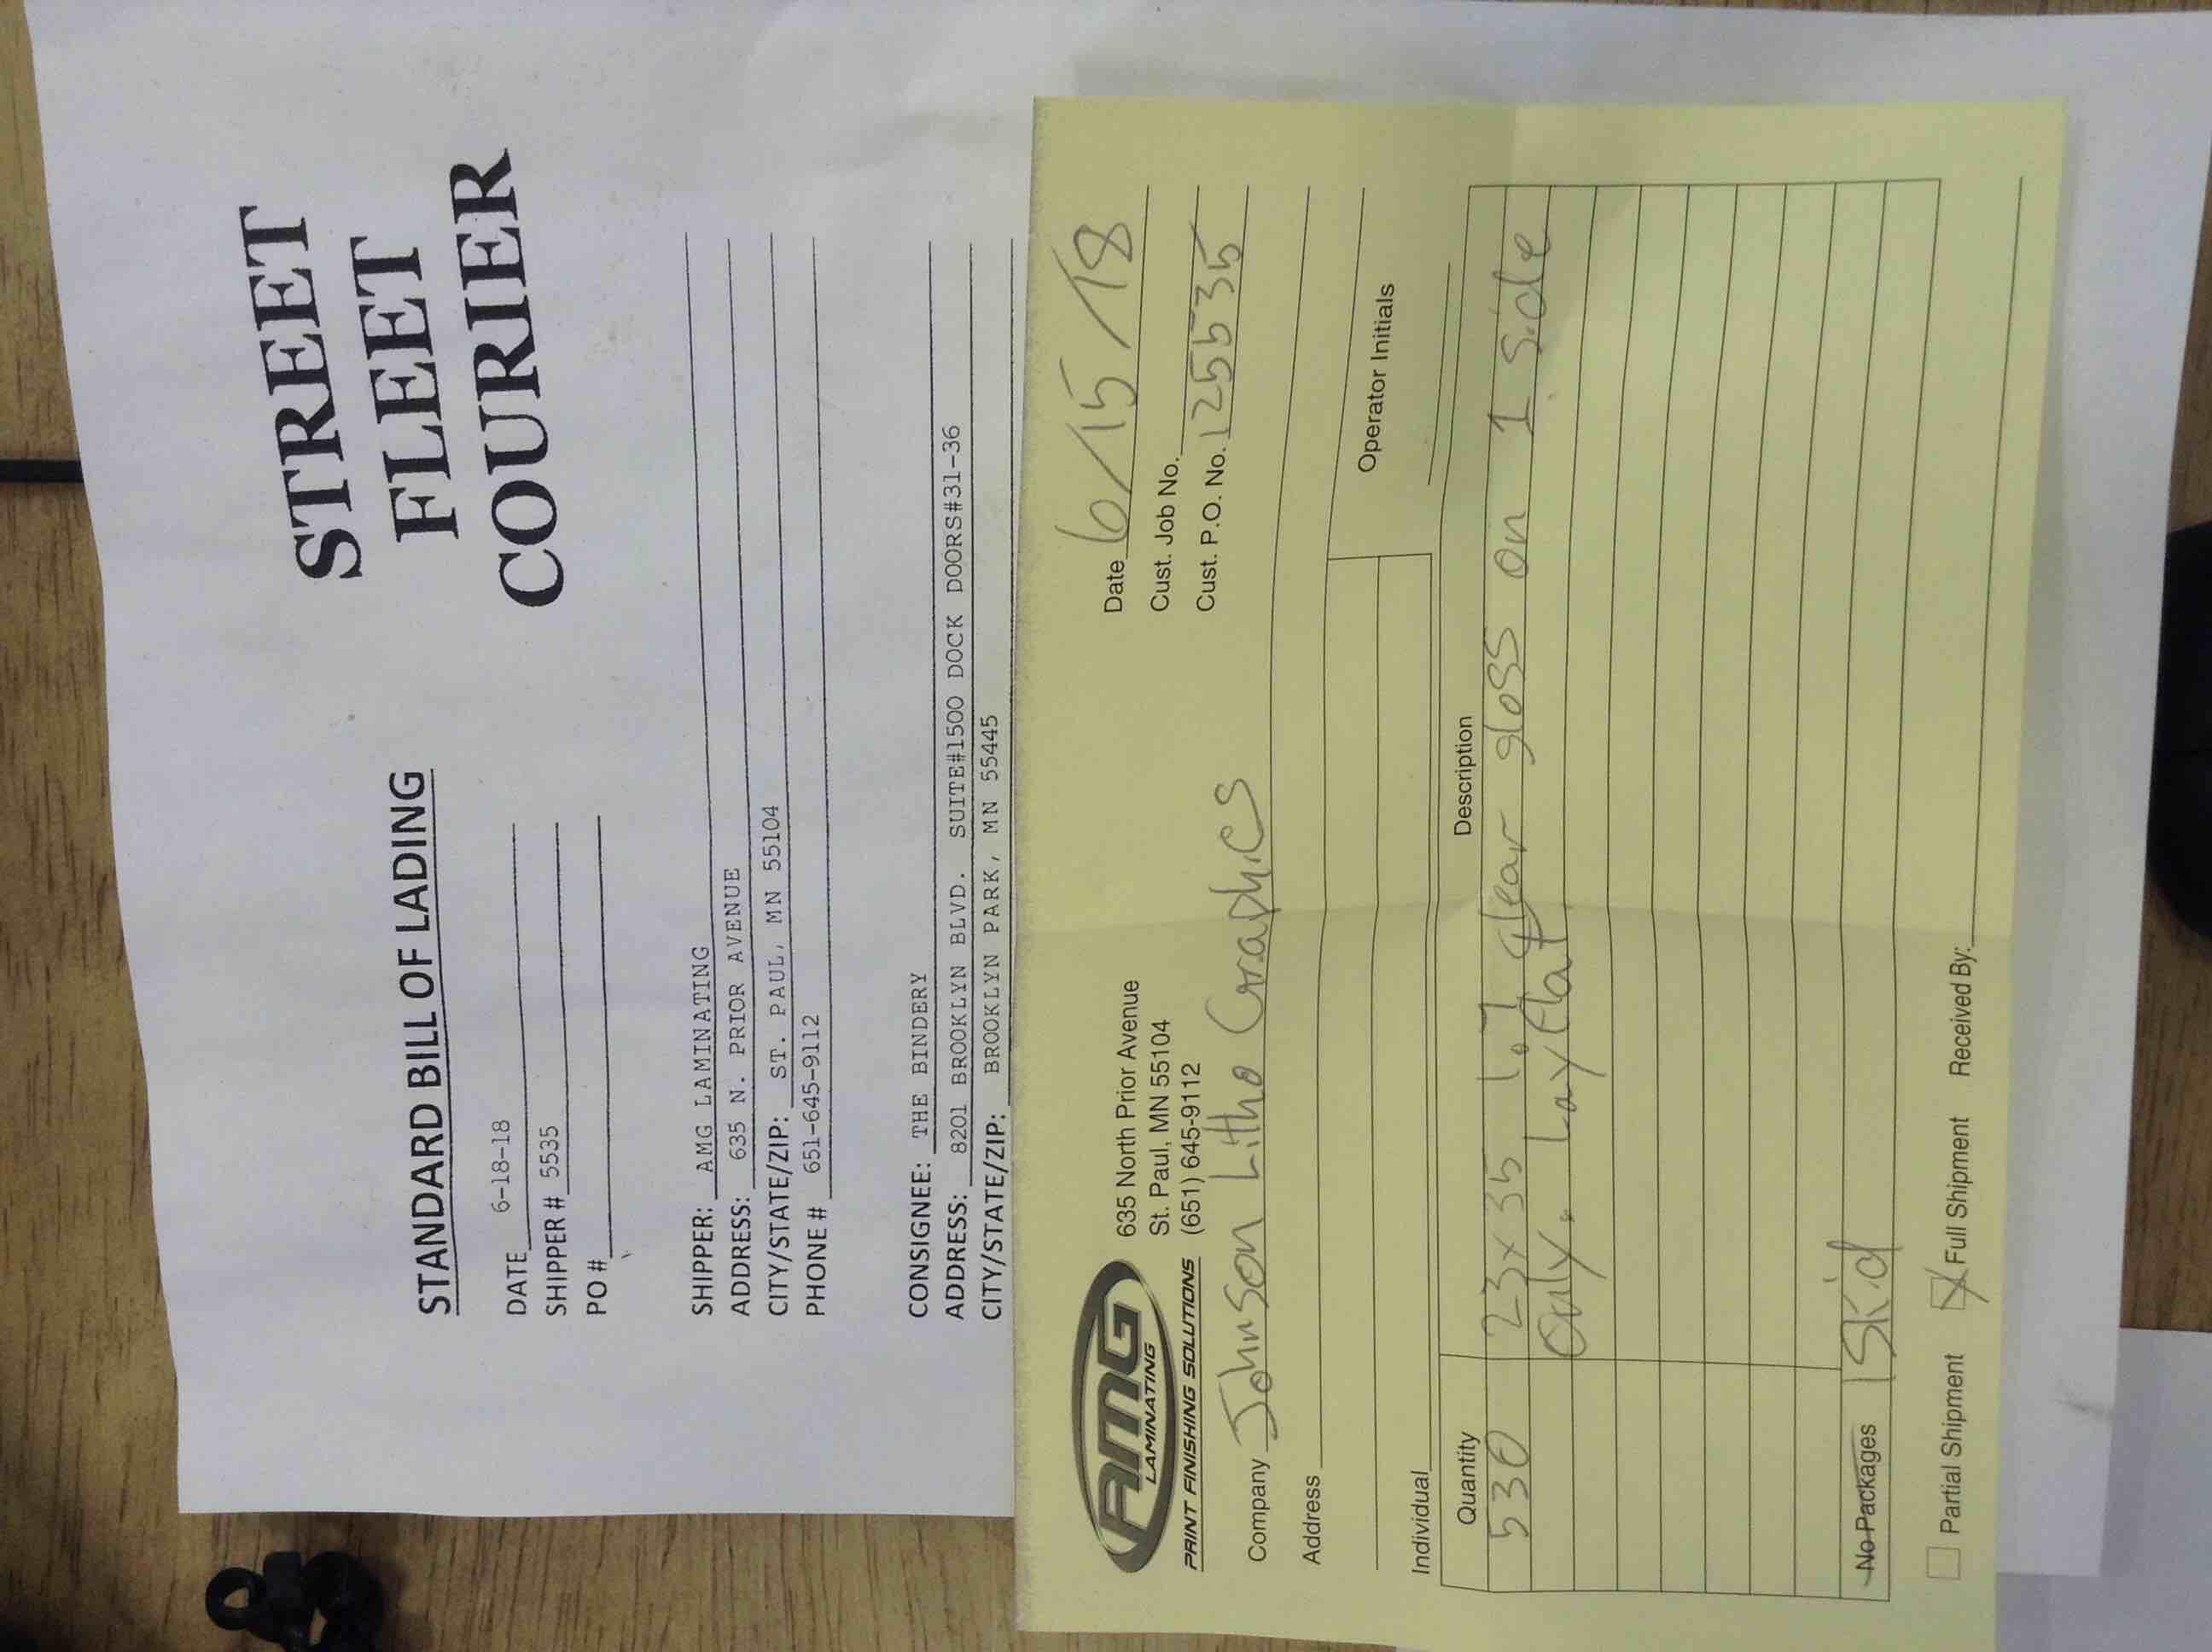 STREET
FLEET
COURIER
STANDARD BILL OF LADING
DATE 6-18-18
SHIPPER # 5535
PO #
SHIPPER: AMG LAMINATING
ADDRESS: 635 N. PRIOR AVENUE
CITY/STATE/ZIP: ST. PAUL, MN 55104
PHONE # 651-645-9112
CONSIGNEE: THE BINDERY
ADDRESS: 8201 BROOKLYN BLVD. SUITE#1500 DOCK DOORS#31-36
CITY/STATE/ZIP: BROOKLYN PARK, MN 55445
AMG
LAMINATING
PRINT FINISHING SOLUTIONS
635 North Prior Avenue
St. Paul, MN 55104
(651) 645-9112
Date 6/15/18
Cust. Job No.
Cust. P.O. No. 125535
Company Johnson Litho Graphics
Address
Individual
Operator Initials
Quantity Description
530 23x35 1.7 clear gloss on 1 side
only. Layflat
No Packages 1 Skid
Partial Shipment Full Shipment Received By: